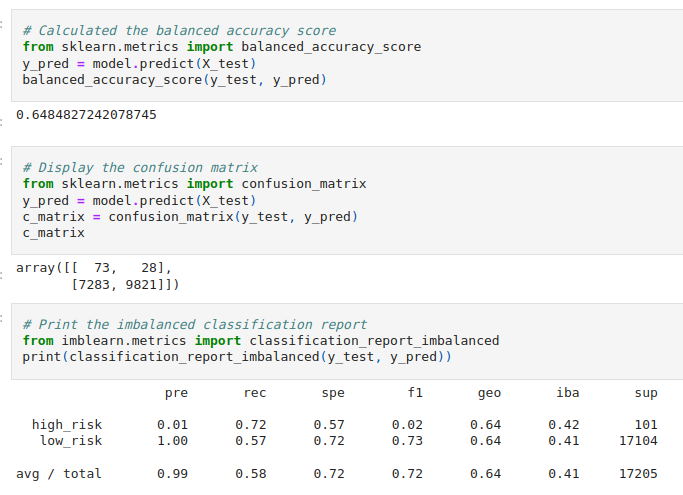 # Calculated the balanced accuracy score
from sklearn.metrics import balanced_accuracy_score
y_pred = model.predict(X_test)
balanced_accuracy_score(y_test, y_pred)
0.6484827242078745
# Display the confusion matrix
from sklearn.metrics import confusion_matrix
y_pred = model.predict(X_test)
c_matrix = confusion_matrix(y_test, y_pred)
c_matrix
array([[  73,   28],
       [7283, 9821]])
# Print the imbalanced classification report
from imblearn.metrics import classification_report_imbalanced
print(classification_report_imbalanced(y_test, y_pred))
pre rec spe f1 geo iba sup
high_risk 0.01 0.72 0.57 0.02 0.64 0.42 101
low_risk 1.00 0.57 0.72 0.73 0.64 0.41 17104
avg / total 0.99 0.58 0.72 0.72 0.64 0.41 17205